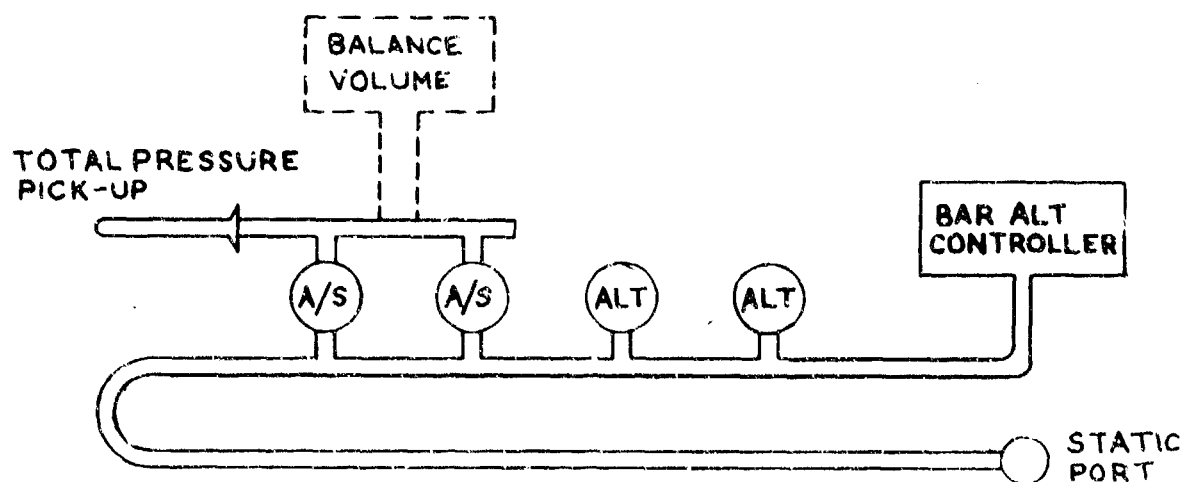 BALANCE
VOLUME
TOTAL PRESSURE
PICK-UP
BAR ALT
CONTROLLER
A/S
A/S
ALT
ALT
STATIC
PORT